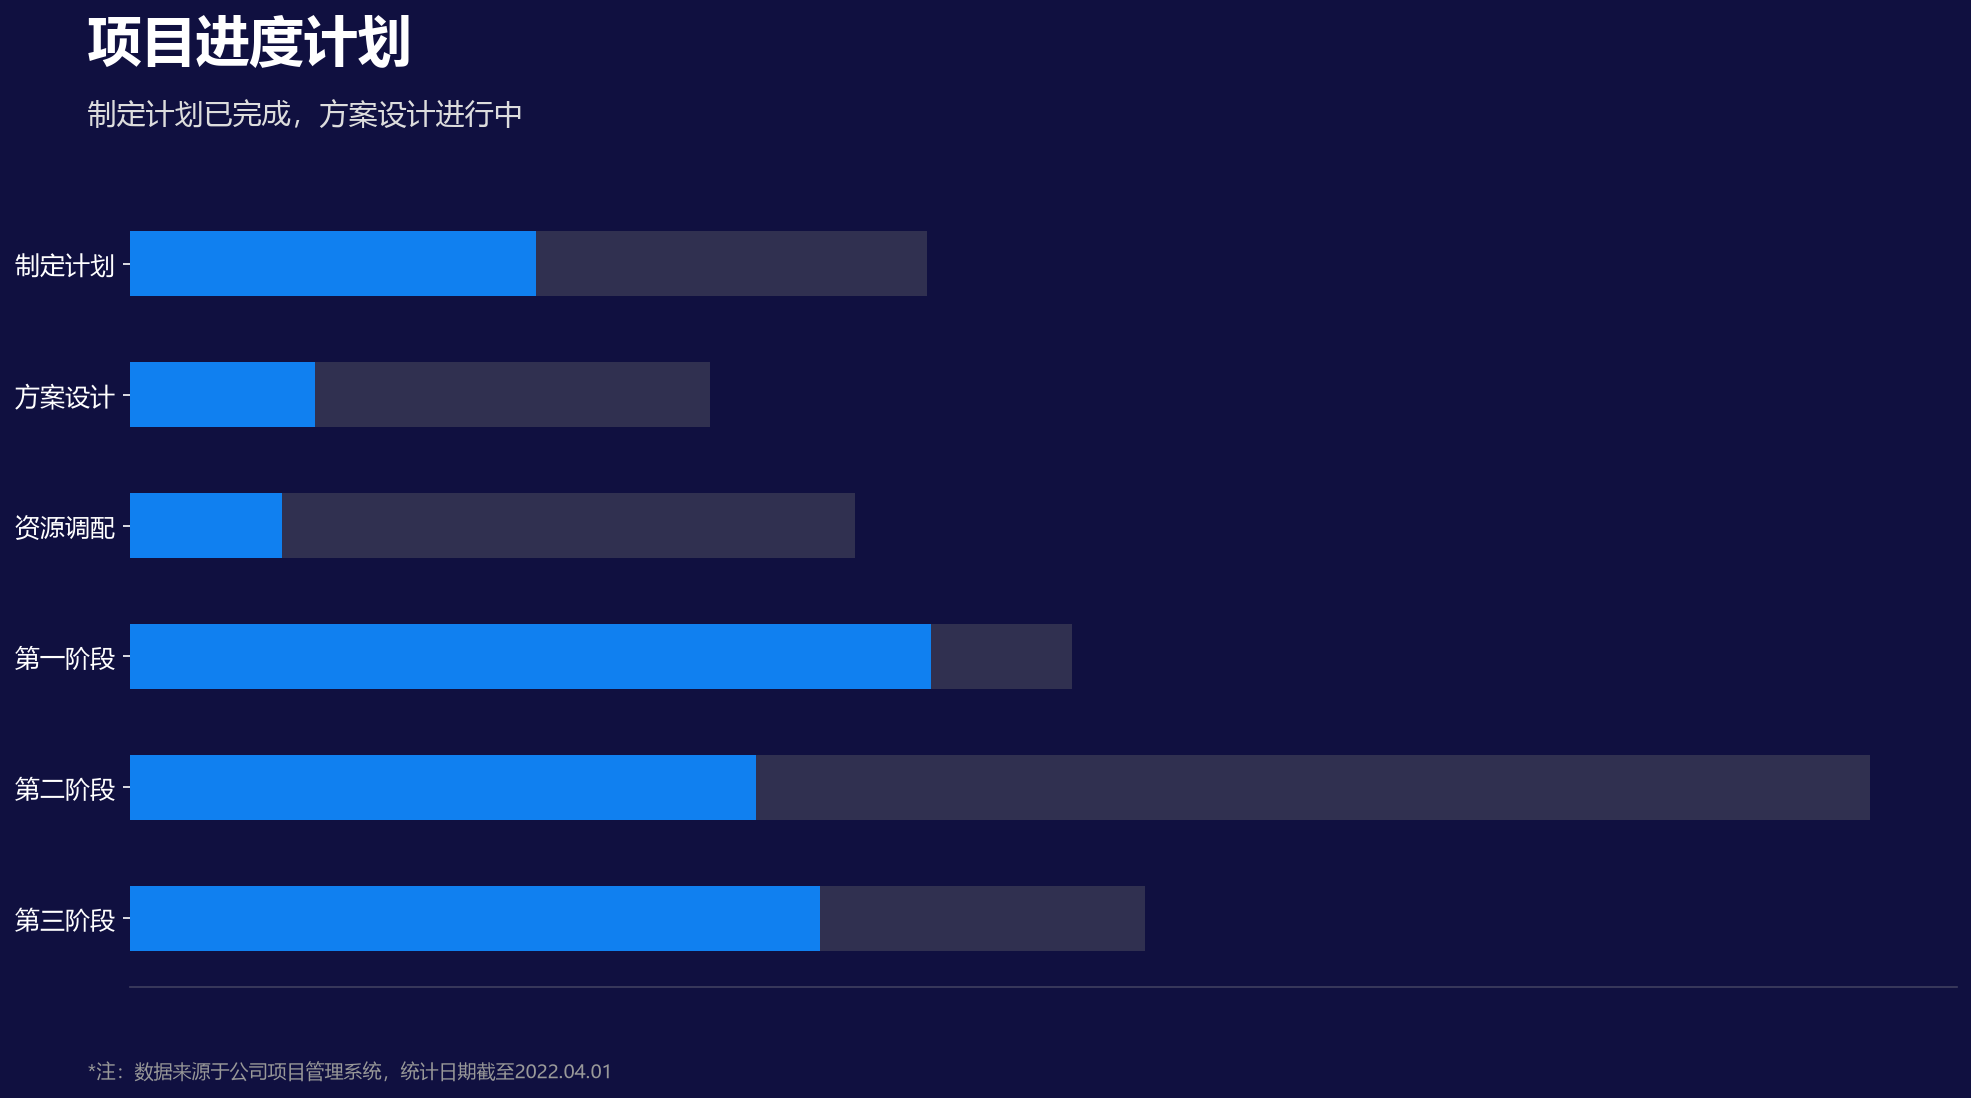 项目进度计划
制定计划已完成，方案设计进行中
制定计划
方案设计
资源调配
第一阶段
第二阶段
第三阶段
*注：数据来源于公司项目管理系统，统计日期截至2022.04.01